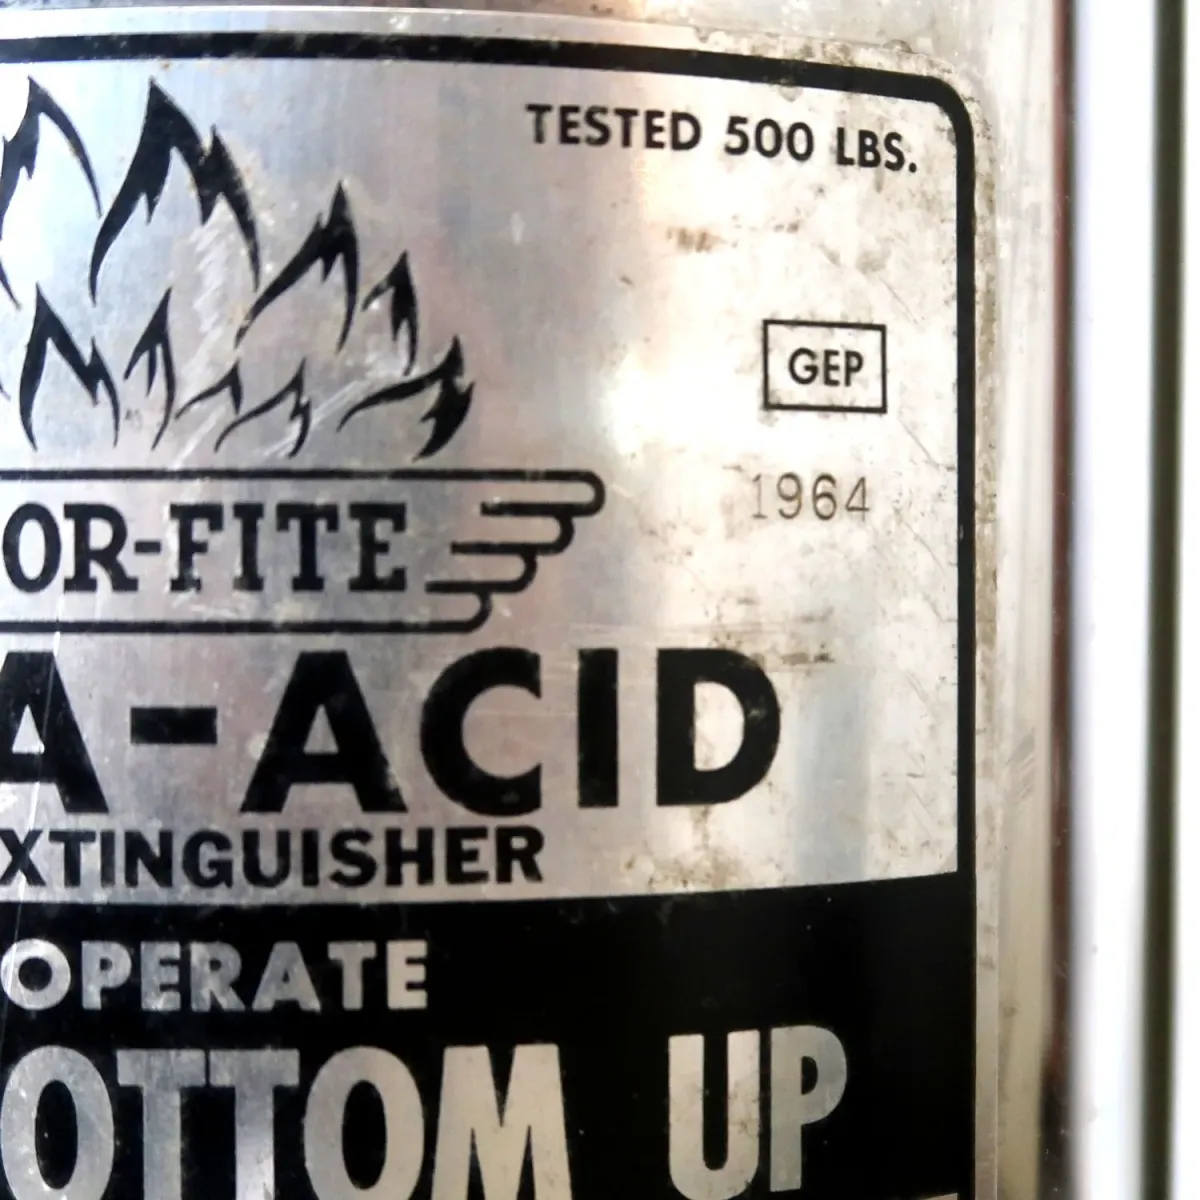 TESTED 500 LBS.
GEP
1964
OR-FITE
A-ACID
XTINGUISHER
OPERATE
OTTOM UP